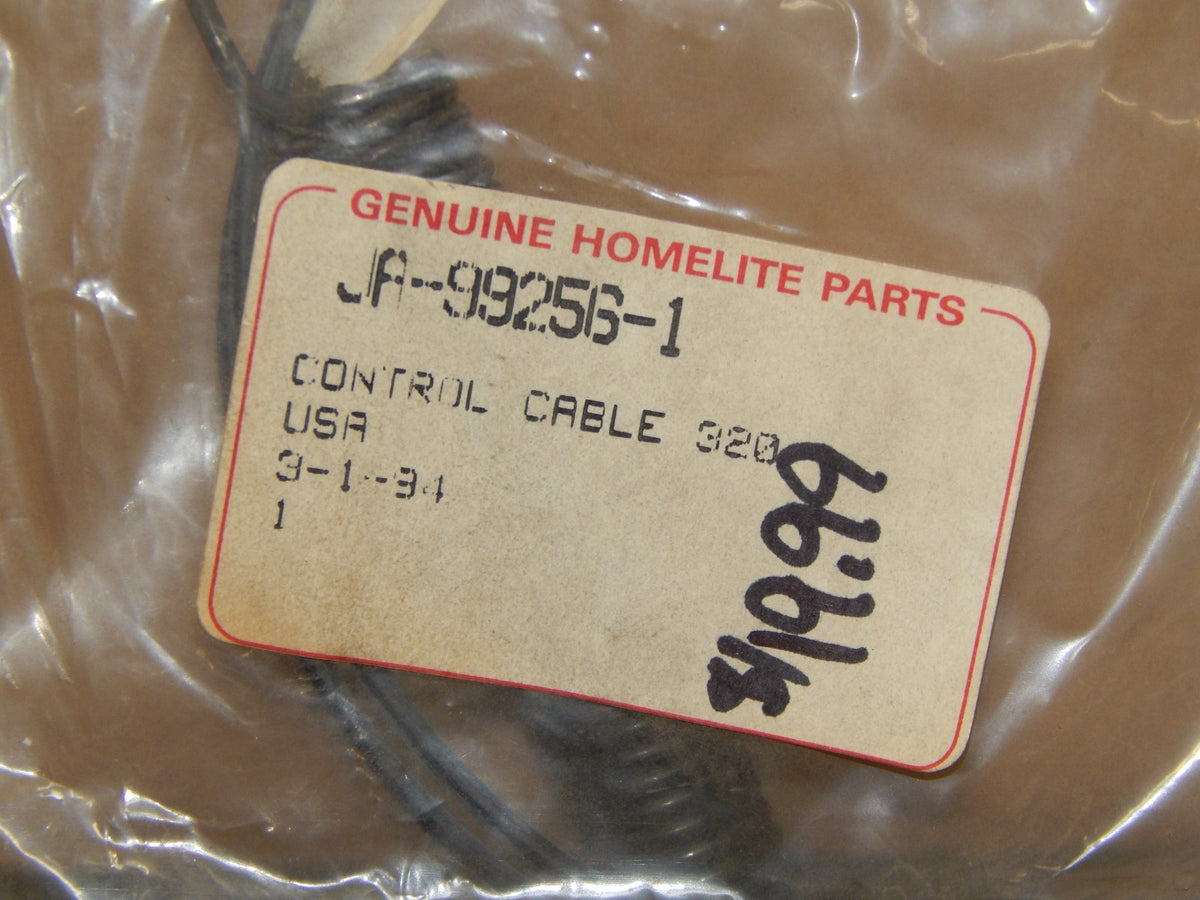 GENUINE HOMELITE PARTS
JA-99256-1
CONTROL CABLE 320
USA
3-1-94
1
$19.99